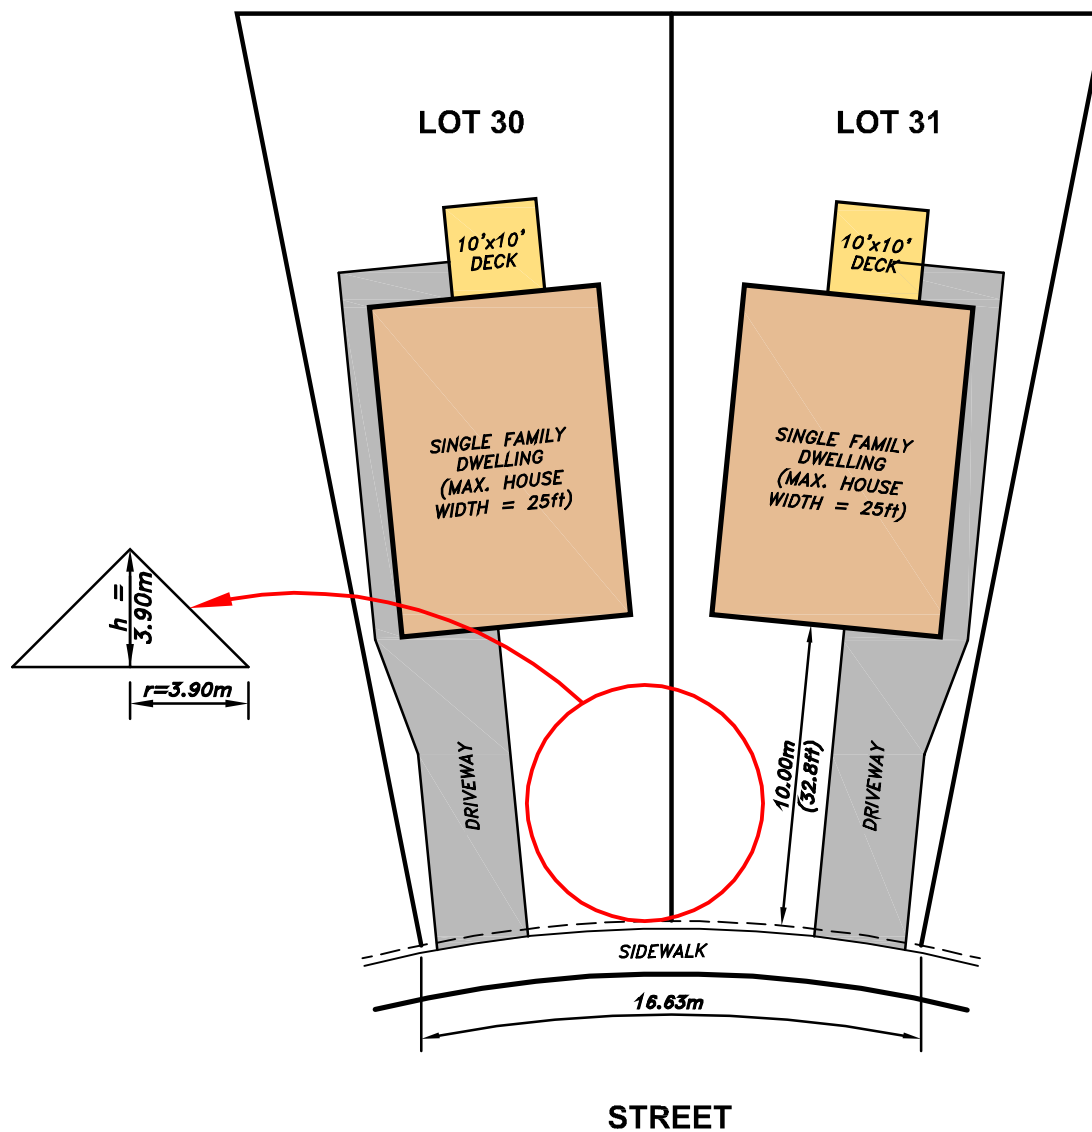 LOT 30
LOT 31
10'x10'
DECK
10'x10'
DECK
SINGLE FAMILY
DWELLING
(MAX. HOUSE
WIDTH = 25ft)
SINGLE FAMILY
DWELLING
(MAX. HOUSE
WIDTH = 25ft)
h =
3.90m
r=3.90m
DRIVEWAY
10.00m
(32.8ft)
DRIVEWAY
SIDEWALK
16.63m
STREET